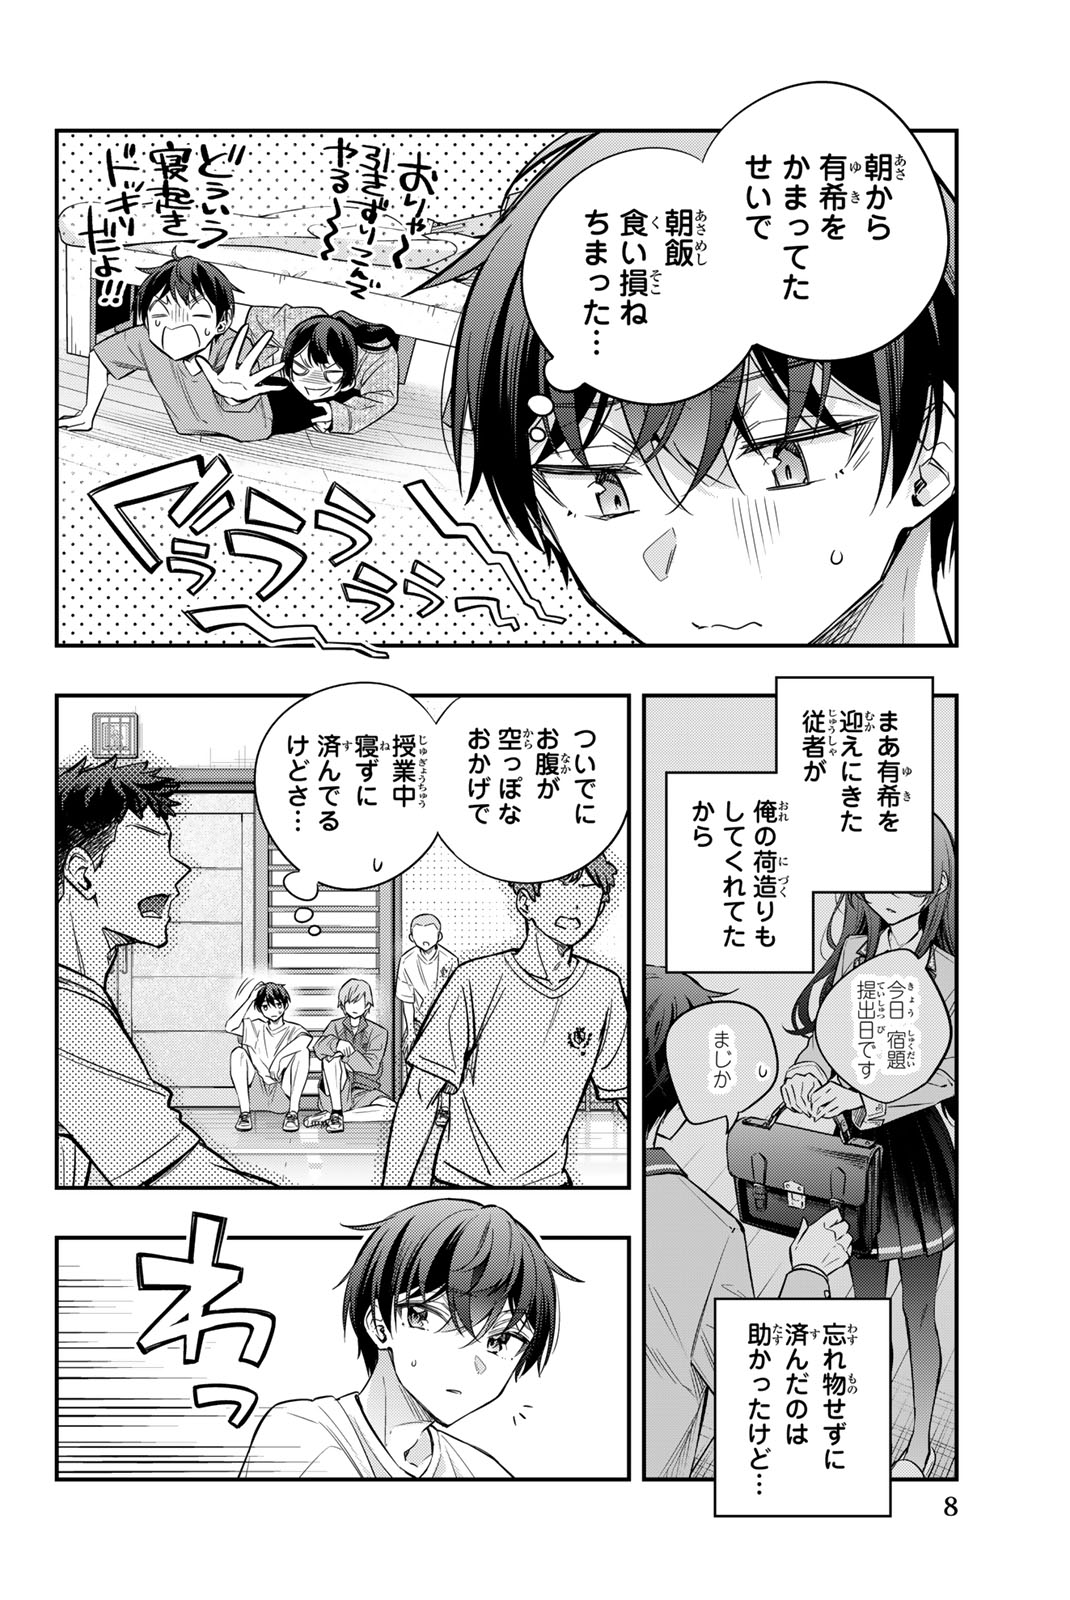 朝から
有希を
かまってた
せいで
朝飯
食い損ね
ちまった…
おりゃ〜
引きずりこんで
やる〜
どういう
寝起き
ドッキリだよ!!
ぐぅぅぅぅ
まあ有希を
迎えにきた
従者が
俺の荷造りも
してくれてた
から
今日 宿題
提出日です
まじか
忘れ物せずに
済んだのは
助かったけど…
ついでに
お腹が
空っぽな
おかげで
授業中
寝ずに
済んでる
けどさ…
わっ
8